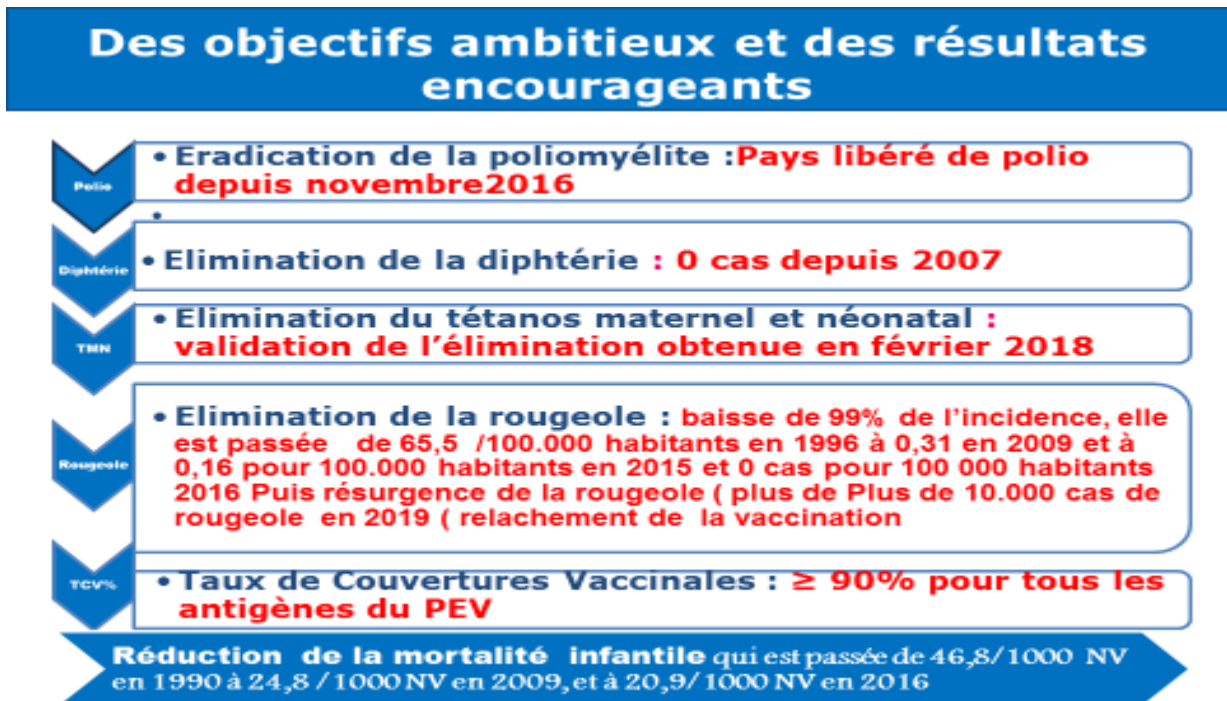 Des objectifs ambitieux et des résultats
encourageants
Polio
• Eradication de la poliomyélite :Pays libéré de polio
depuis novembre2016
•
Diphtérie
• Elimination de la diphtérie : 0 cas depuis 2007
TMN
• Elimination du tétanos maternel et néonatal :
validation de l’élimination obtenue en février 2018
Rougeole
• Elimination de la rougeole : baisse de 99% de l’incidence, elle
est passée de 65,5 /100.000 habitants en 1996 à 0,31 en 2009 et à
0,16 pour 100.000 habitants en 2015 et 0 cas pour 100 000 habitants
2016 Puis résurgence de la rougeole ( plus de Plus de 10.000 cas de
rougeole en 2019 ( relachement de la vaccination
TCV%
• Taux de Couvertures Vaccinales : ≥ 90% pour tous les
antigènes du PEV
Réduction de la mortalité infantile qui est passée de 46,8/1000 NV
en 1990 à 24,8 /1000 NV en 2009, et à 20,9/1000 NV en 2016